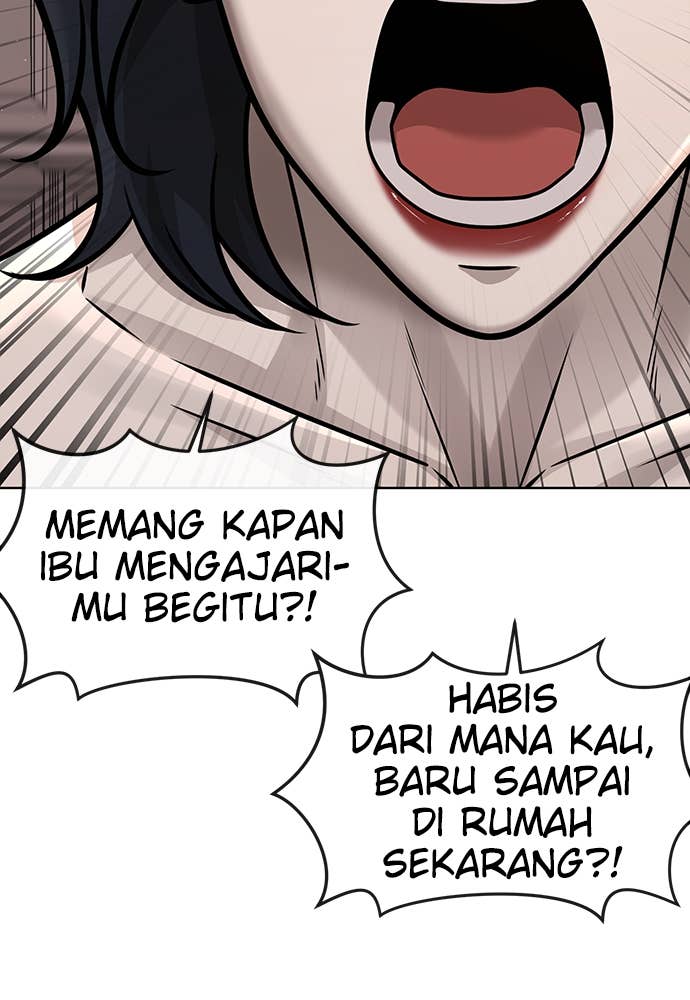 MEMANG KAPAN
IBU MENGAJARI-
MU BEGITU?!
HABIS
DARI MANA KAU,
BARU SAMPAI
DI RUMAH
SEKARANG?!